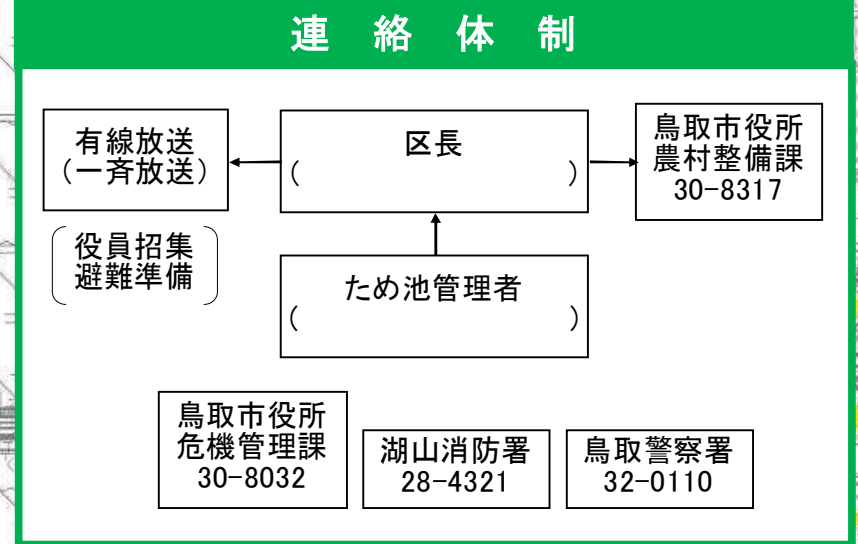 連絡体制
有線放送
（一斉放送）
区長
（　　　　　　　　　　）
鳥取市役所
農村整備課
30-8317
役員招集
避難準備
ため池管理者
（　　　　　　　　　　）
鳥取市役所
危機管理課
30-8032
湖山消防署
28-4321
鳥取警察署
32-0110